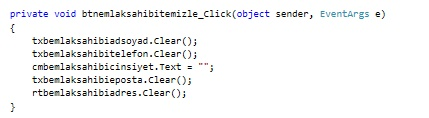 private void btnemlaksahibitemizle_Click(object sender, EventArgs e)
{
txbemlaksahibiadsoyad.Clear();
txbemlaksahibitelefon.Clear();
cmbemlaksahibicinsiyet.Text = "";
txbemlaksahibieposta.Clear();
rtbemlaksahibiadres.Clear();
}